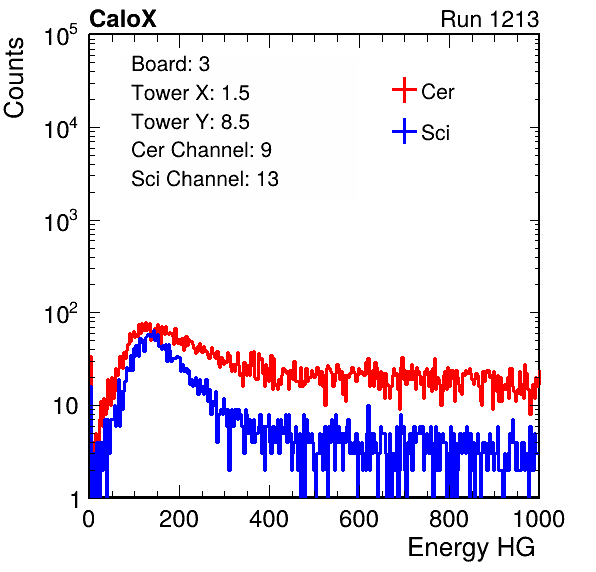 CaloX Run 1213
Counts
Board: 3
Tower X: 1.5
Tower Y: 8.5
Cer Channel: 9
Sci Channel: 13
Cer
Sci
10^5
10^4
10^3
10^2
10
1
0 200 400 600 800 1000
Energy HG